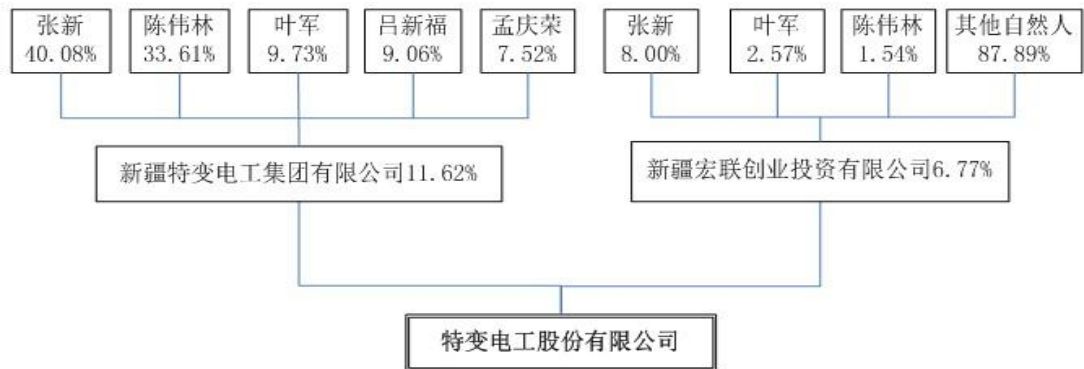 张新
40.08%
陈伟林
33.61%
叶军
9.73%
吕新福
9.06%
孟庆荣
7.52%
张新
8.00%
叶军
2.57%
陈伟林
1.54%
其他自然人
87.89%
新疆特变电工集团有限公司11.62%
新疆宏联创业投资有限公司6.77%
特变电工股份有限公司